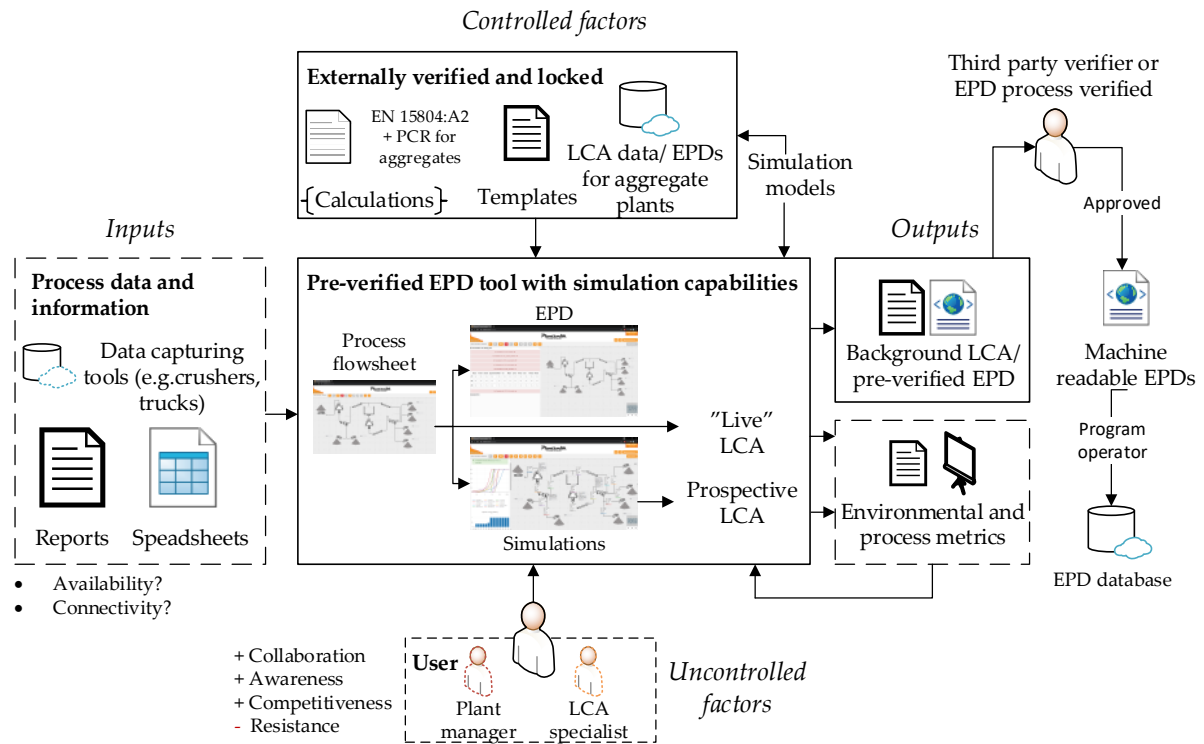 Controlled factors
Externally verified and locked
EN 15804:A2
+ PCR for
aggregates
{Calculations}
Templates
LCA data/ EPDs
for aggregate
plants
Simulation
models
Third party verifier or
EPD process verified
Approved
Inputs
Process data and
information
Data capturing
tools (e.g.crushers,
trucks)
Reports
Speadsheets
• Availability?
• Connectivity?
Pre-verified EPD tool with simulation capabilities
EPD
Process
flowsheet
"Live"
LCA
Prospective
LCA
Simulations
Outputs
Background LCA/
pre-verified EPD
Environmental and
process metrics
Machine
readable EPDs
Program
operator
EPD database
+ Collaboration
+ Awareness
+ Competitiveness
- Resistance
User
Plant
manager
LCA
specialist
Uncontrolled
factors